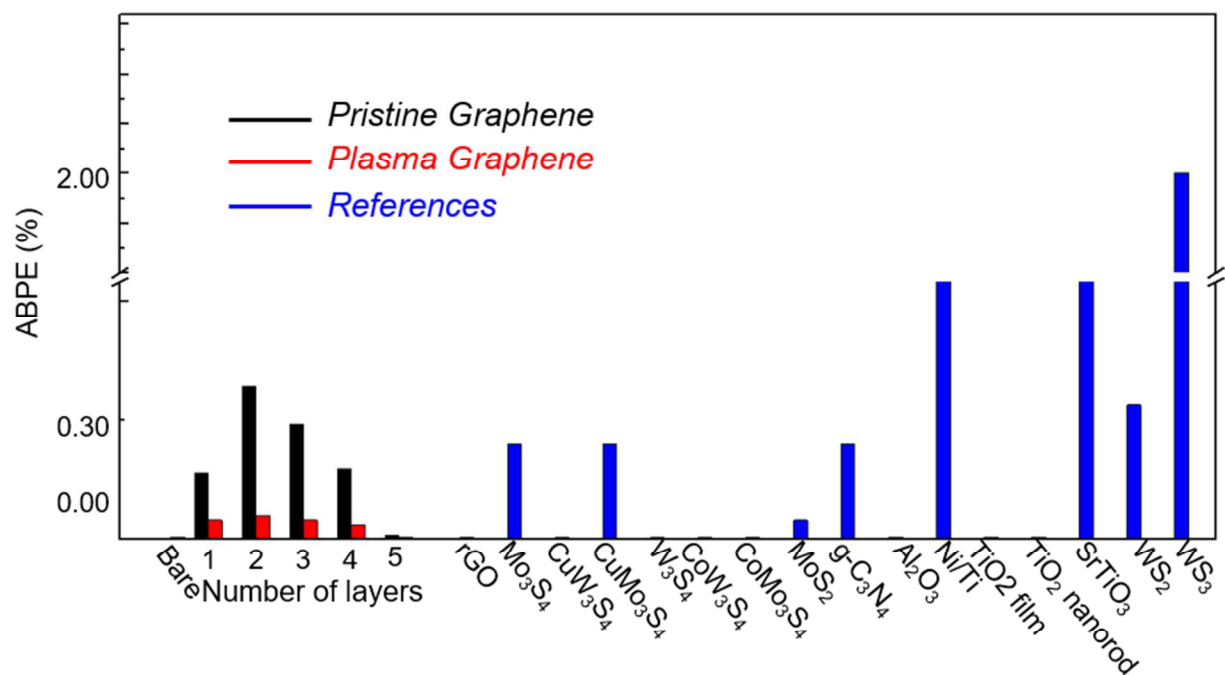 Pristine Graphene
Plasma Graphene
References
ABPE (%)
2.00
0.30
0.00
Bare
1
2
3
4
5
Number of layers
rGO
Mo₃S₄
CuW₃S₄
CuMo₃S₄
W₃S₄
CoW₃S₄
CoMo₃S₄
MoS₂
g-C₃N₄
Al₂O₃
Ni/Ti
TiO2 film
TiO₂ nanorod
SrTiO₃
WS₂
WS₃